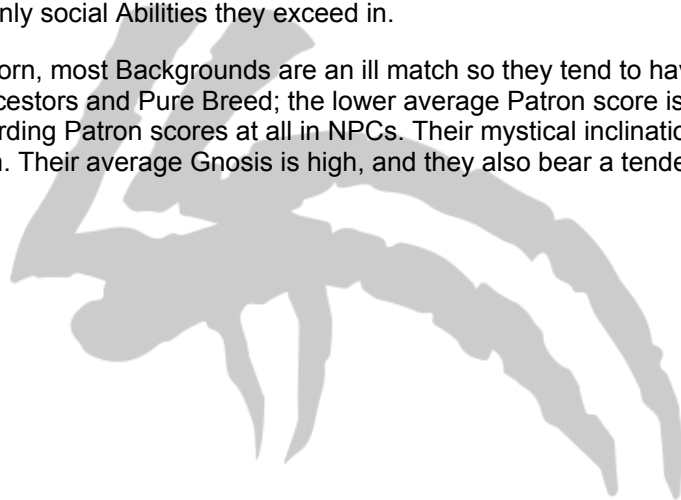 nly social Abilities they exceed in.
orn, most Backgrounds are an ill match so they tend to hav
cestors and Pure Breed; the lower average Patron score is
rding Patron scores at all in NPCs. Their mystical inclinatio
. Their average Gnosis is high, and they also bear a tende